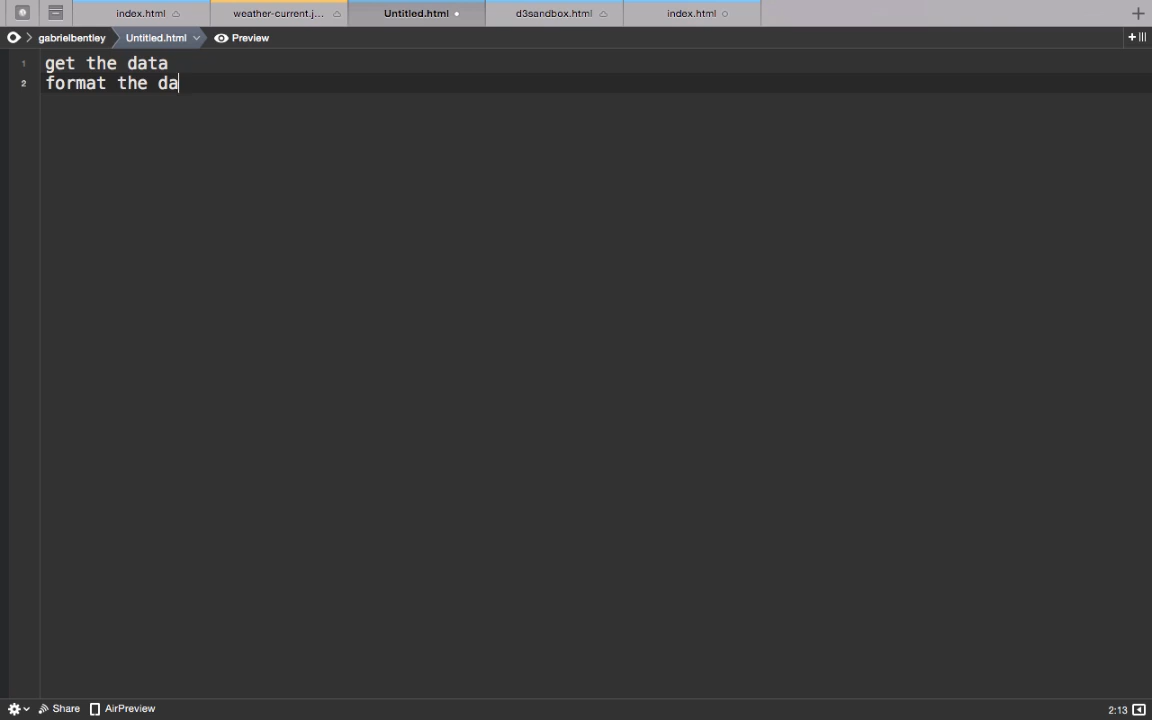 index.html weather-current.j... Untitled.html d3sandbox.html index.html
gabrielbentley Untitled.html Preview
1 get the data
2 format the da
Share AirPreview 2:13